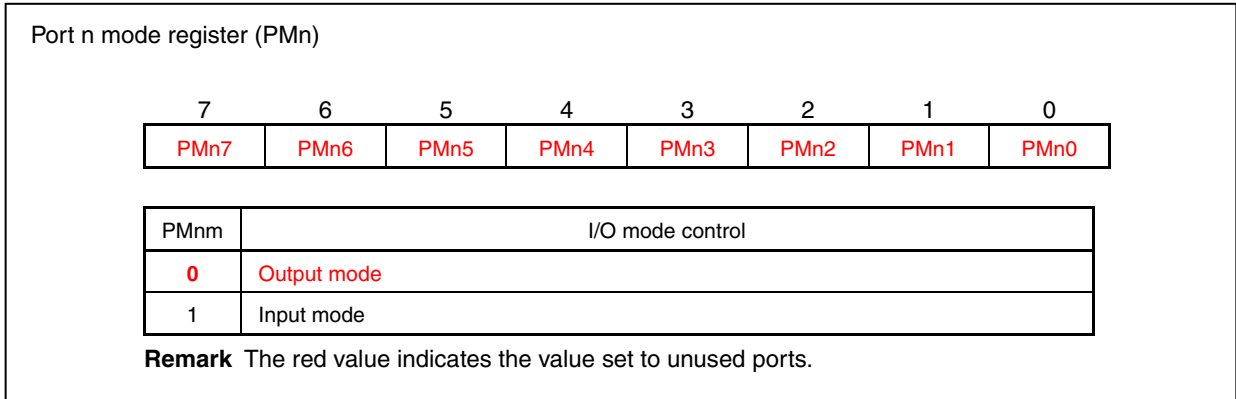 Port n mode register (PMn)
7 6 5 4 3 2 1 0
PMn7 PMn6 PMn5 PMn4 PMn3 PMn2 PMn1 PMn0
PMnm I/O mode control
0 Output mode
1 Input mode
Remark The red value indicates the value set to unused ports.